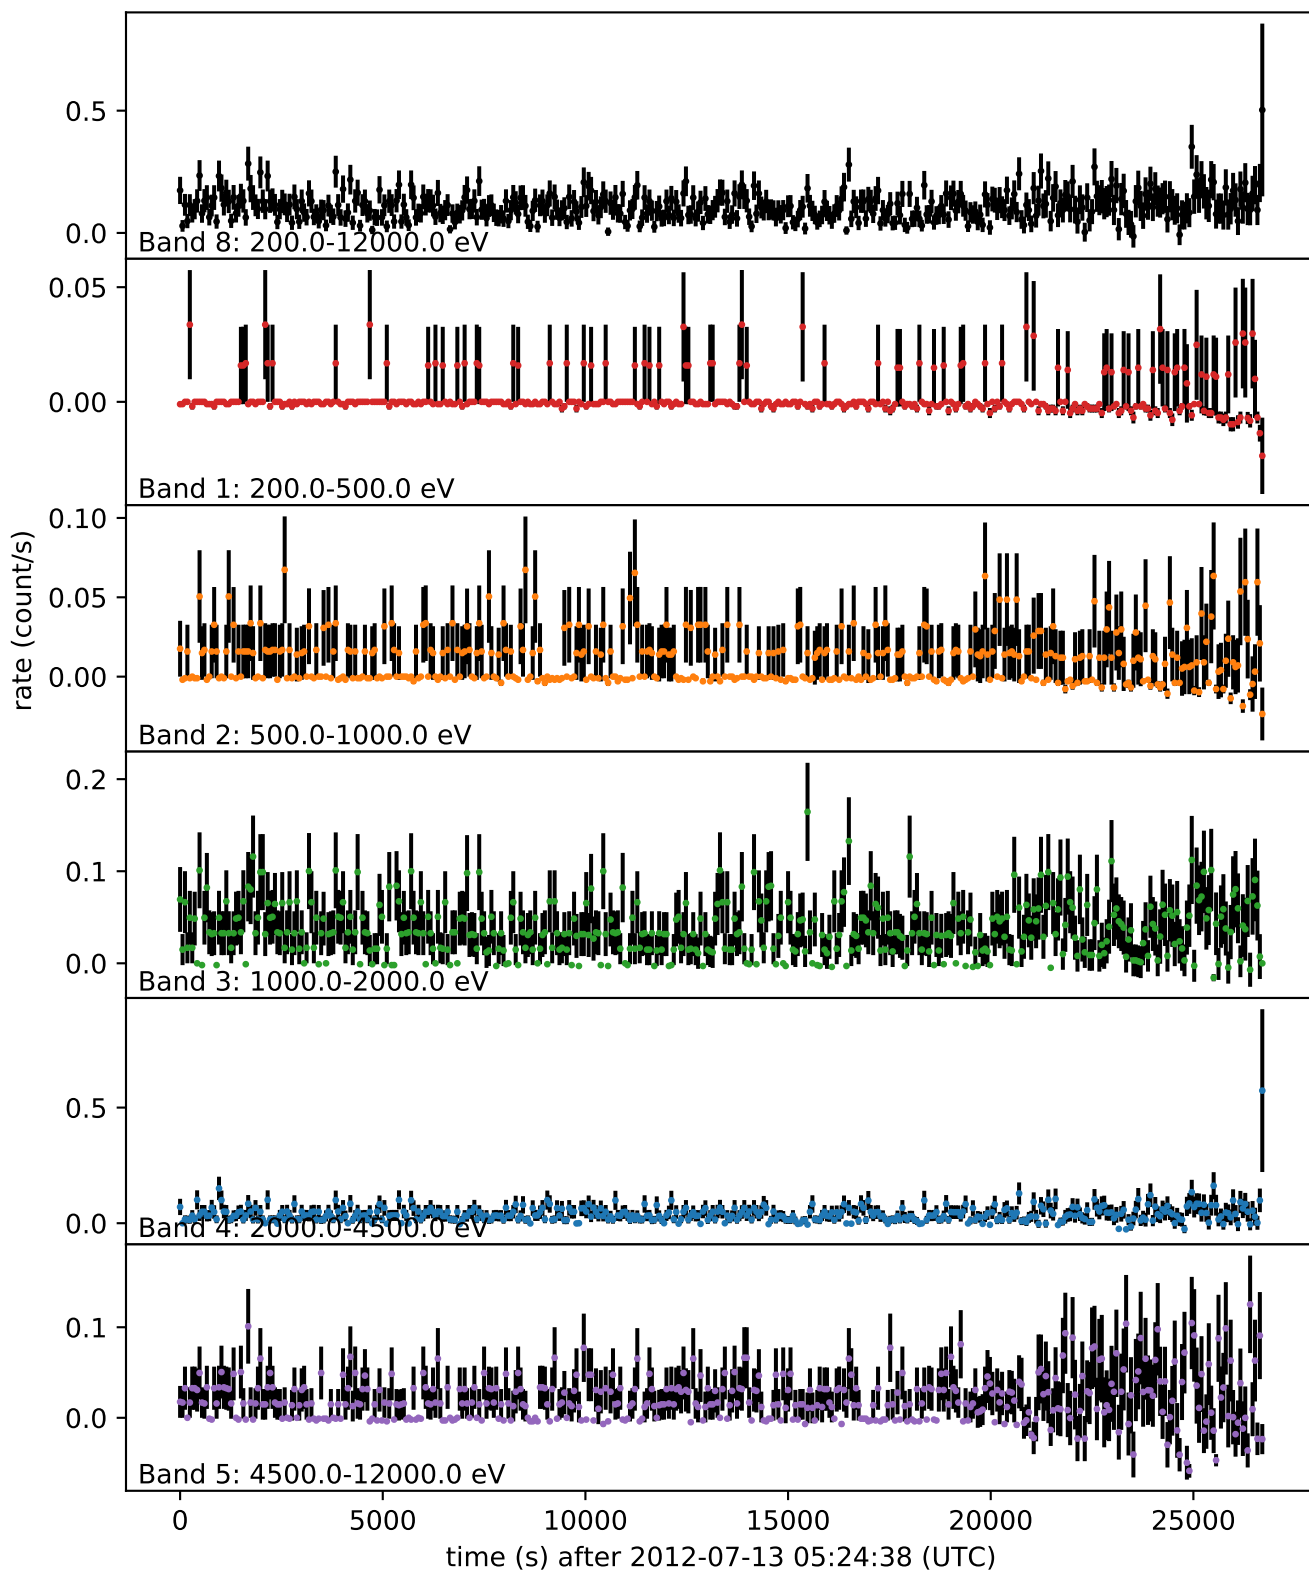 0.5
0.0
Band 8: 200.0-12000.0 eV
0.05
0.00
Band 1: 200.0-500.0 eV
0.10
0.05
0.00
Band 2: 500.0-1000.0 eV
rate (count/s)
0.2
0.1
0.0
Band 3: 1000.0-2000.0 eV
0.5
0.0
Band 4: 2000.0-4500.0 eV
0.1
0.0
Band 5: 4500.0-12000.0 eV
0 5000 10000 15000 20000 25000
time (s) after 2012-07-13 05:24:38 (UTC)